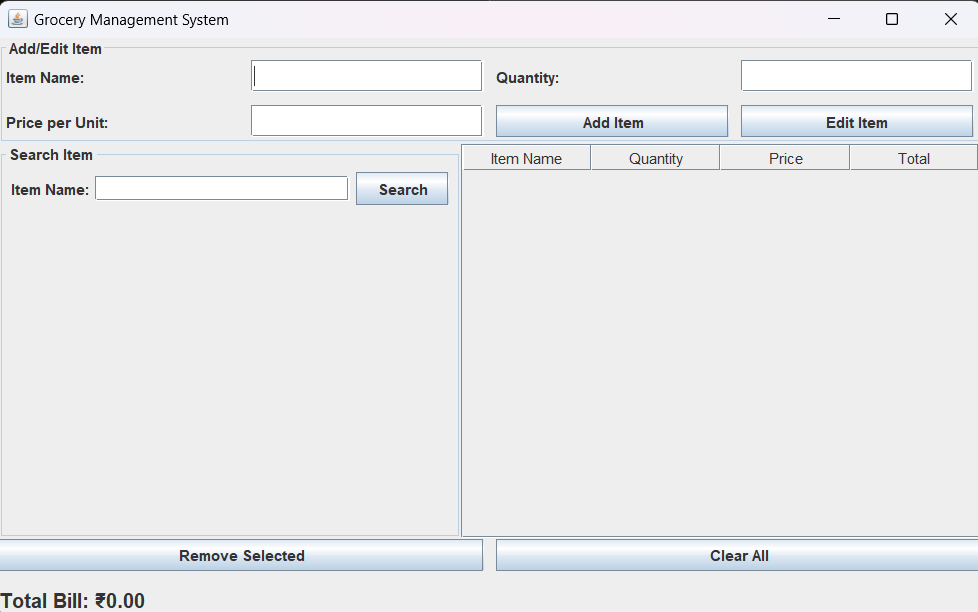 Grocery Management System
Add/Edit Item
Item Name: Quantity:
Price per Unit: Add Item Edit Item
Search Item
Item Name: Search
Item Name Quantity Price Total
Remove Selected Clear All
Total Bill: ₹0.00